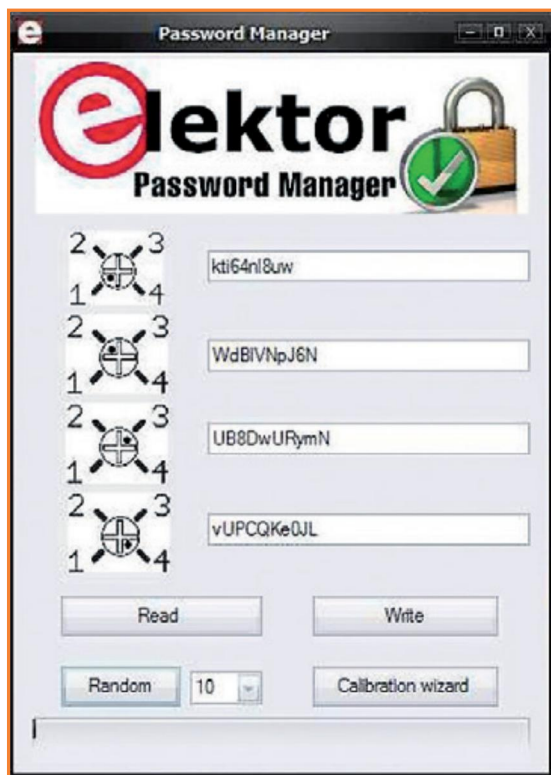 e Password Manager
elektor
Password Manager
2 3
1 4
kti64nl8uw
2 3
1 4
WdBIVNpJ6N
2 3
1 4
UB8DwURymN
2 3
1 4
vUPCQKe0JL
Read Write
Random 10 Calibration wizard